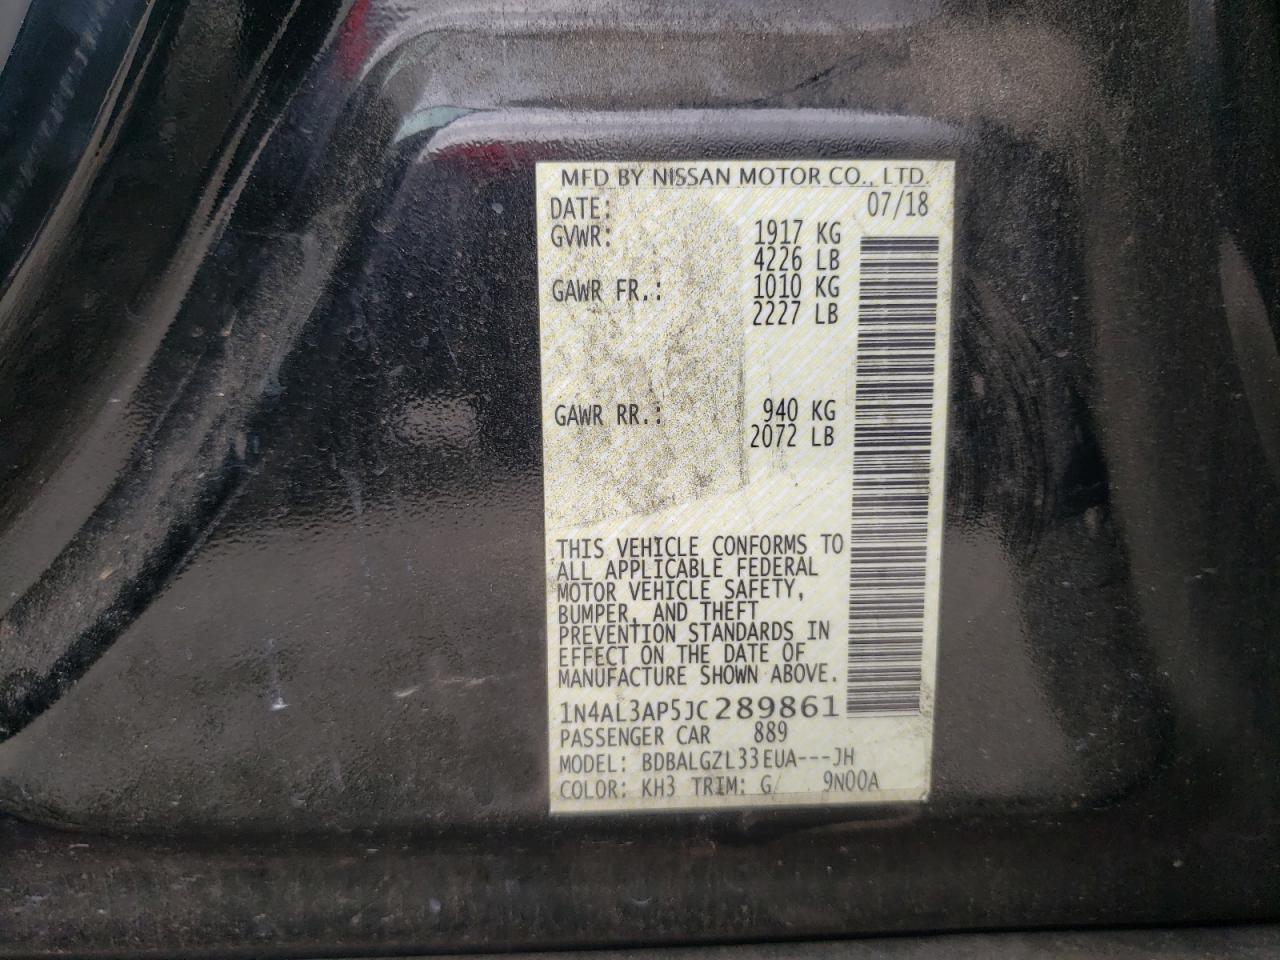 MFD BY NISSAN MOTOR CO., LTD.
DATE: 07/18
GVWR: 1917 KG
4226 LB
GAWR FR.: 1010 KG
2227 LB
GAWR RR.: 940 KG
2072 LB
THIS VEHICLE CONFORMS TO
ALL APPLICABLE FEDERAL
MOTOR VEHICLE SAFETY,
BUMPER, AND THEFT
PREVENTION STANDARDS IN
EFFECT ON THE DATE OF
MANUFACTURE SHOWN ABOVE.
1N4AL3AP5JC289861
PASSENGER CAR 889
MODEL: BDBALGZL33EUA---JH
COLOR: KH3 TRIM: G 9N00A